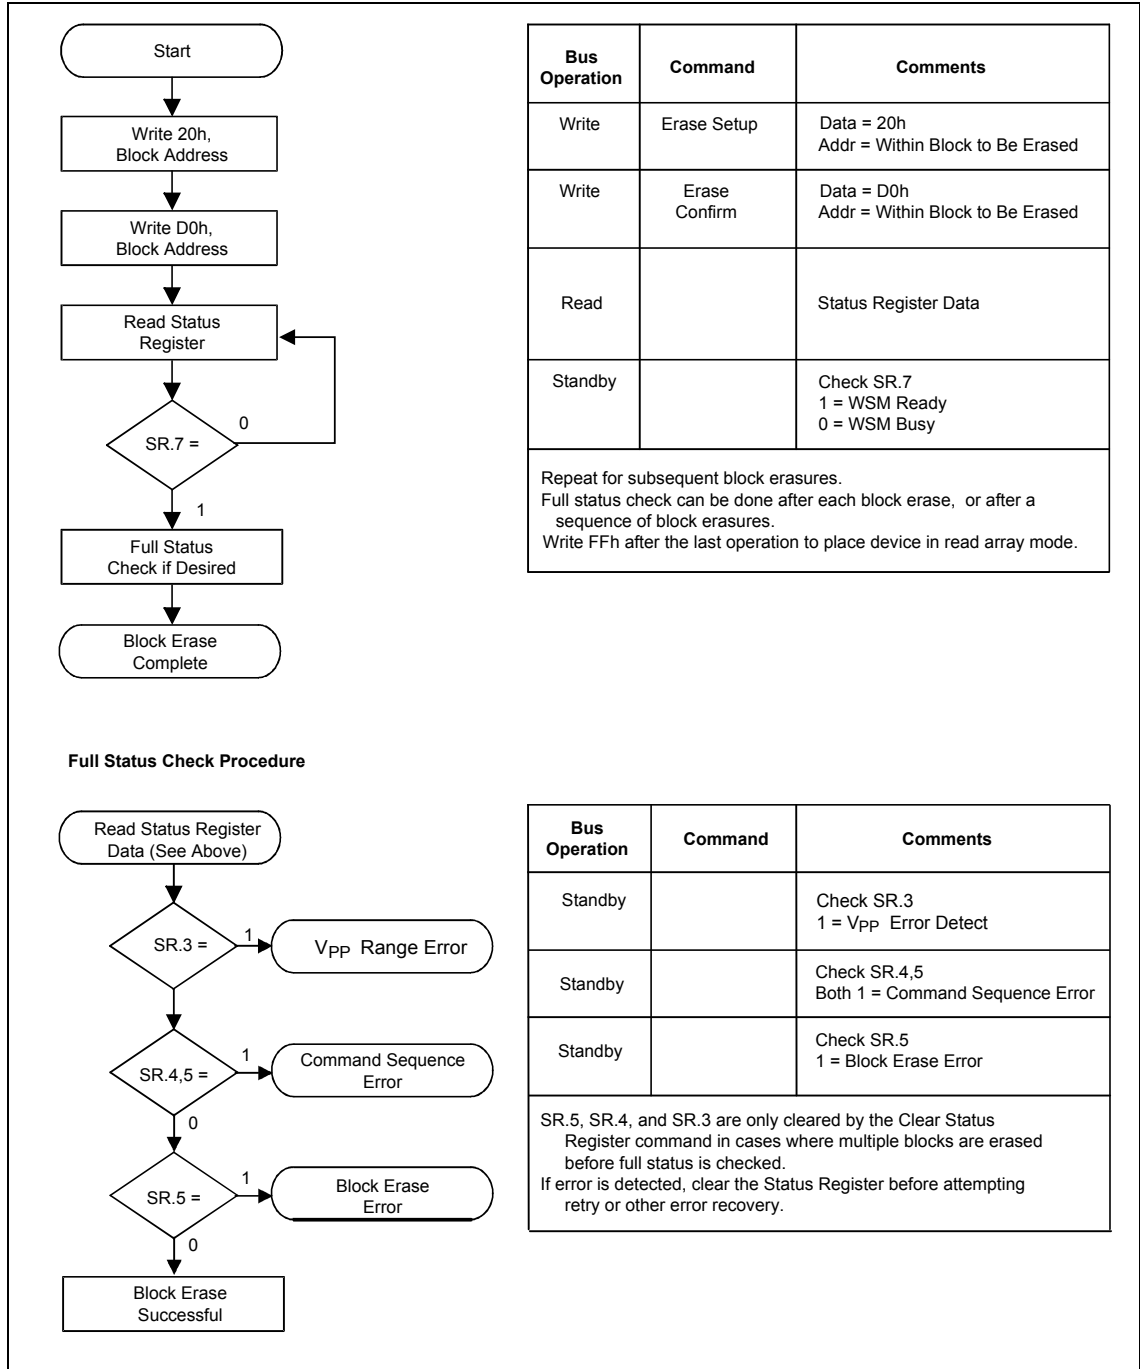 Start
Write 20h,
Block Address
Write D0h,
Block Address
Read Status
Register
SR.7 =
0
1
Full Status
Check if Desired
Block Erase
Complete
Bus
Operation
Command
Comments
Write
Erase Setup
Data = 20h
Addr = Within Block to Be Erased
Write
Erase
Confirm
Data = D0h
Addr = Within Block to Be Erased
Read
Status Register Data
Standby
Check SR.7
1 = WSM Ready
0 = WSM Busy
Repeat for subsequent block erasures.
Full status check can be done after each block erase, or after a
sequence of block erasures.
Write FFh after the last operation to place device in read array mode.
Full Status Check Procedure
Read Status Register
Data (See Above)
SR.3 =
1
VPP Range Error
SR.4,5 =
1
Command Sequence
Error
0
SR.5 =
1
Block Erase
Error
0
Block Erase
Successful
Bus
Operation
Command
Comments
Standby
Check SR.3
1 = VPP Error Detect
Standby
Check SR.4,5
Both 1 = Command Sequence Error
Standby
Check SR.5
1 = Block Erase Error
SR.5, SR.4, and SR.3 are only cleared by the Clear Status
Register command in cases where multiple blocks are erased
before full status is checked.
If error is detected, clear the Status Register before attempting
retry or other error recovery.